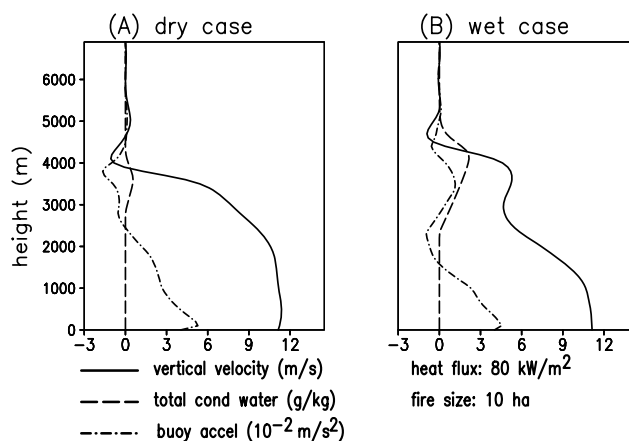 (A) dry case
(B) wet case
height (m)
6000
5000
4000
3000
2000
1000
0
-3 0 3 6 9 12
-3 0 3 6 9 12
vertical velocity (m/s)
total cond water (g/kg)
buoy accel (10⁻² m/s²)
heat flux: 80 kW/m²
fire size: 10 ha